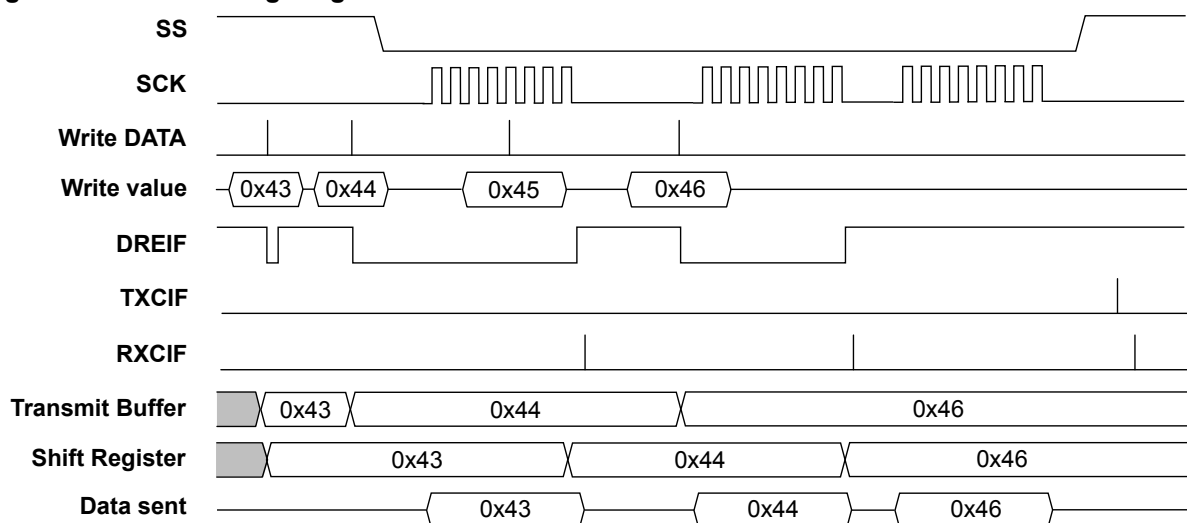 SS
SCK
Write DATA
Write value 0x43 0x44 0x45 0x46
DREIF
TXCIF
RXCIF
Transmit Buffer 0x43 0x44 0x46
Shift Register 0x43 0x44 0x46
Data sent 0x43 0x44 0x46